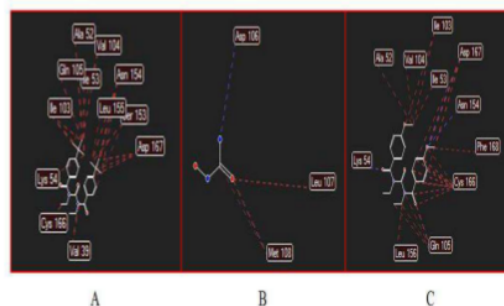 Ala 52
Val 104
Gln 105
Ile 53
Asn 154
Ile 103
Leu 155
Ser 153
Asp 167
Lys 54
Cys 166
Val 39
Asp 106
Leu 107
Met 108
Ile 103
Ala 52
Val 104
Asp 167
Ile 53
Asn 154
Lys 54
Phe 168
Cys 166
Leu 156
Gln 105
A
B
C